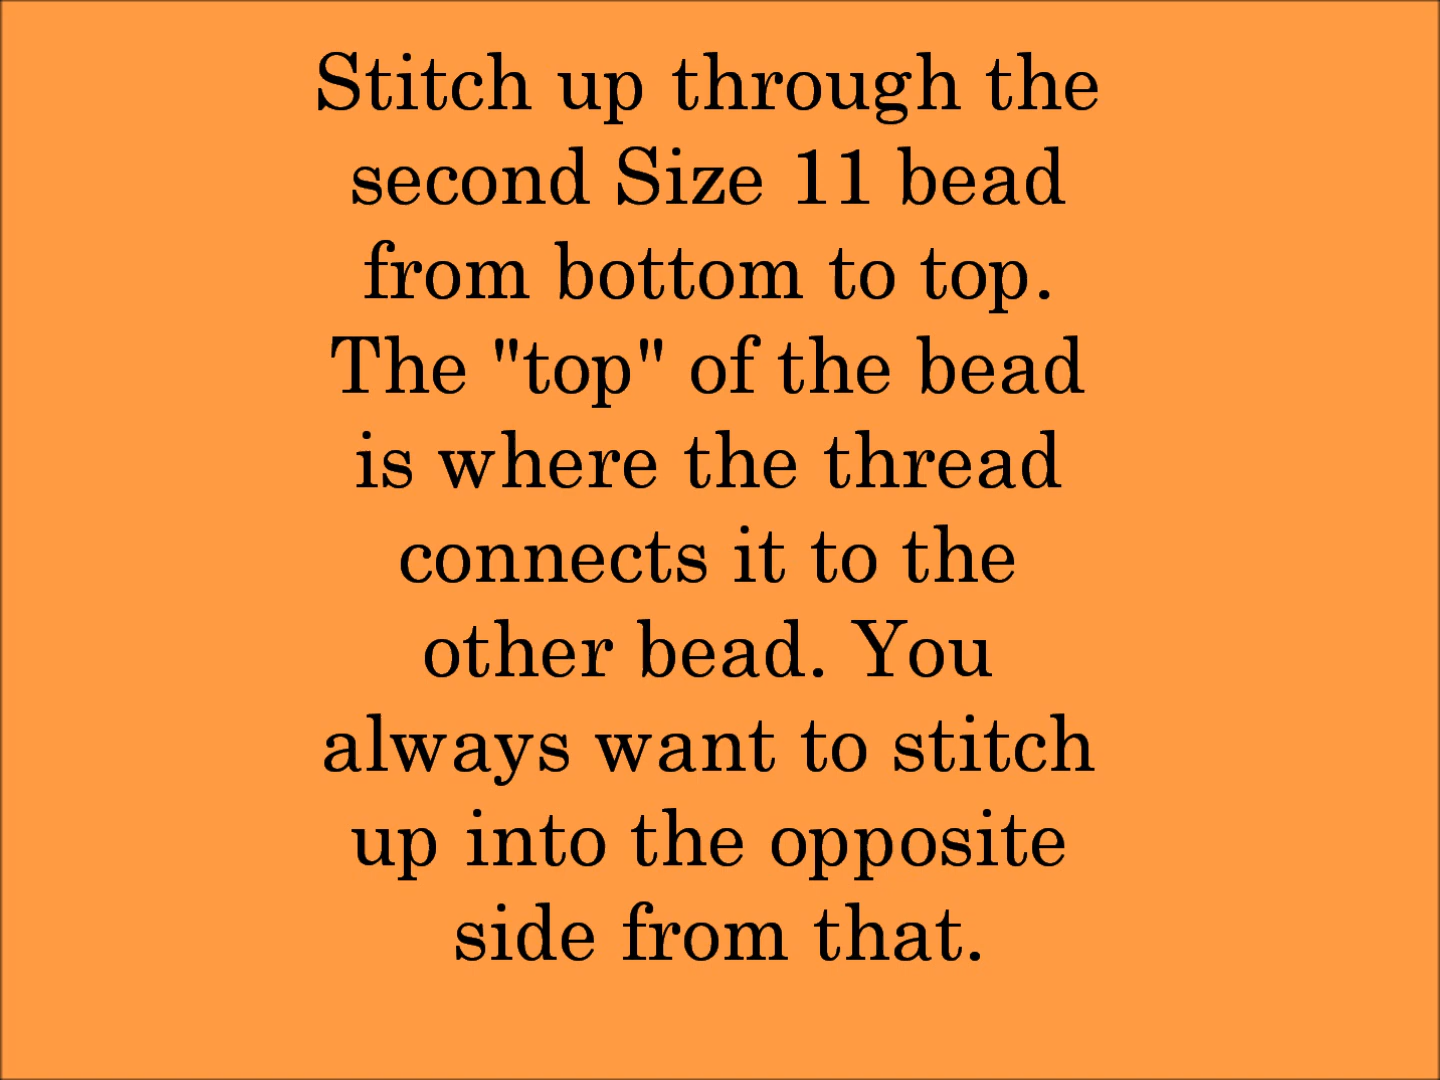 Stitch up through the
second Size 11 bead
from bottom to top.
The "top" of the bead
is where the thread
connects it to the
other bead. You
always want to stitch
up into the opposite
side from that.